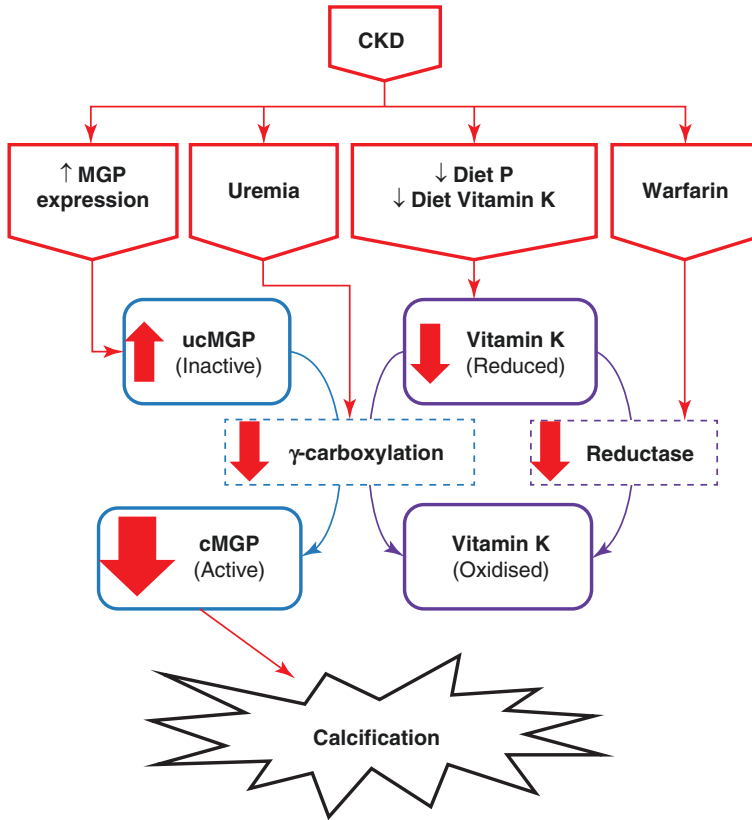 CKD
↑ MGP
expression
Uremia
↓ Diet P
↓ Diet Vitamin K
Warfarin
ucMGP
(Inactive)
Vitamin K
(Reduced)
γ-carboxylation
Reductase
cMGP
(Active)
Vitamin K
(Oxidised)
Calcification